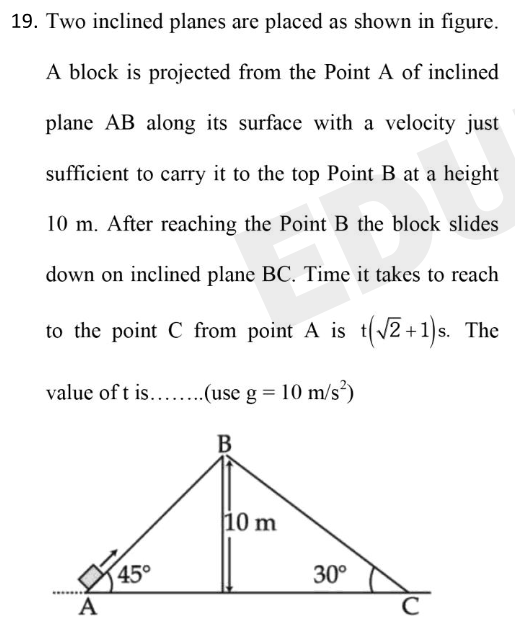 19. Two inclined planes are placed as shown in figure.
A block is projected from the Point A of inclined
plane AB along its surface with a velocity just
sufficient to carry it to the top Point B at a height
10 m. After reaching the Point B the block slides
down on inclined plane BC. Time it takes to reach
to the point C from point A is t(√2+1)s. The
value of t is........(use g = 10 m/s²)
B
10 m
45°
30°
A
C
EDU